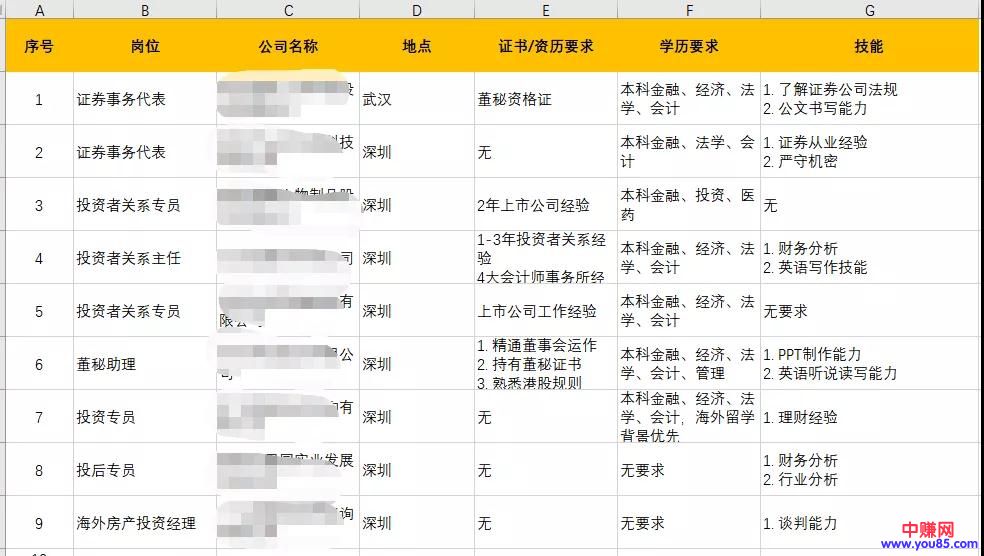 A B C D E F G
序号 岗位 公司名称 地点 证书/资历要求 学历要求 技能
1 证券事务代表 武汉 董秘资格证 本科金融、经济、法
学、会计 1. 了解证券公司法规
2. 公文书写能力
2 证券事务代表 技 深圳 无 本科金融、法学、会
计 1. 证券从业经验
2. 严守机密
3 投资者关系专员 深圳 2年上市公司经验 本科金融、投资、医
药 无
4 投资者关系主任 司 深圳 1-3年投资者关系经
验
4大会计师事务所经 本科金融、经济、法
学、会计 1. 财务分析
2. 英语写作技能
5 投资者关系专员 有
限公司 深圳 上市公司工作经验 本科金融、经济、法
学、会计 无要求
6 董秘助理 公
司 深圳 1. 精通董事会运作
2. 持有董秘证书
3. 熟悉港股规则 本科金融、经济、法
学、会计、管理 1. PPT制作能力
2. 英语听说读写能力
7 投资专员 有 深圳 无 本科金融、经济、法
学、会计，海外留学
背景优先 1. 理财经验
8 投后专员 实业发展 深圳 无 无要求 1. 财务分析
2. 行业分析
9 海外房产投资经理 询 深圳 无 无要求 1. 谈判能力
中赚网
www.you85.com